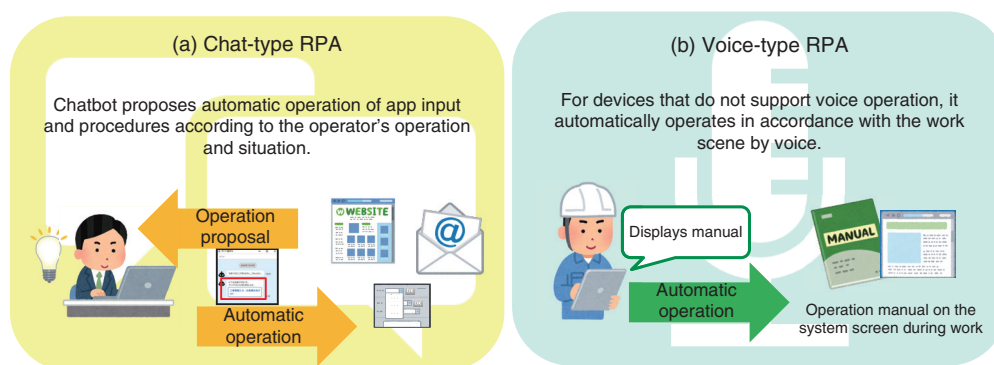 (a) Chat-type RPA
Chatbot proposes automatic operation of app input
and procedures according to the operator's operation
and situation.
Operation
proposal
WEBSITE
@
Automatic
operation
(b) Voice-type RPA
For devices that do not support voice operation, it
automatically operates in accordance with the work
scene by voice.
Displays manual
MANUAL
Automatic
operation
Operation manual on the
system screen during work